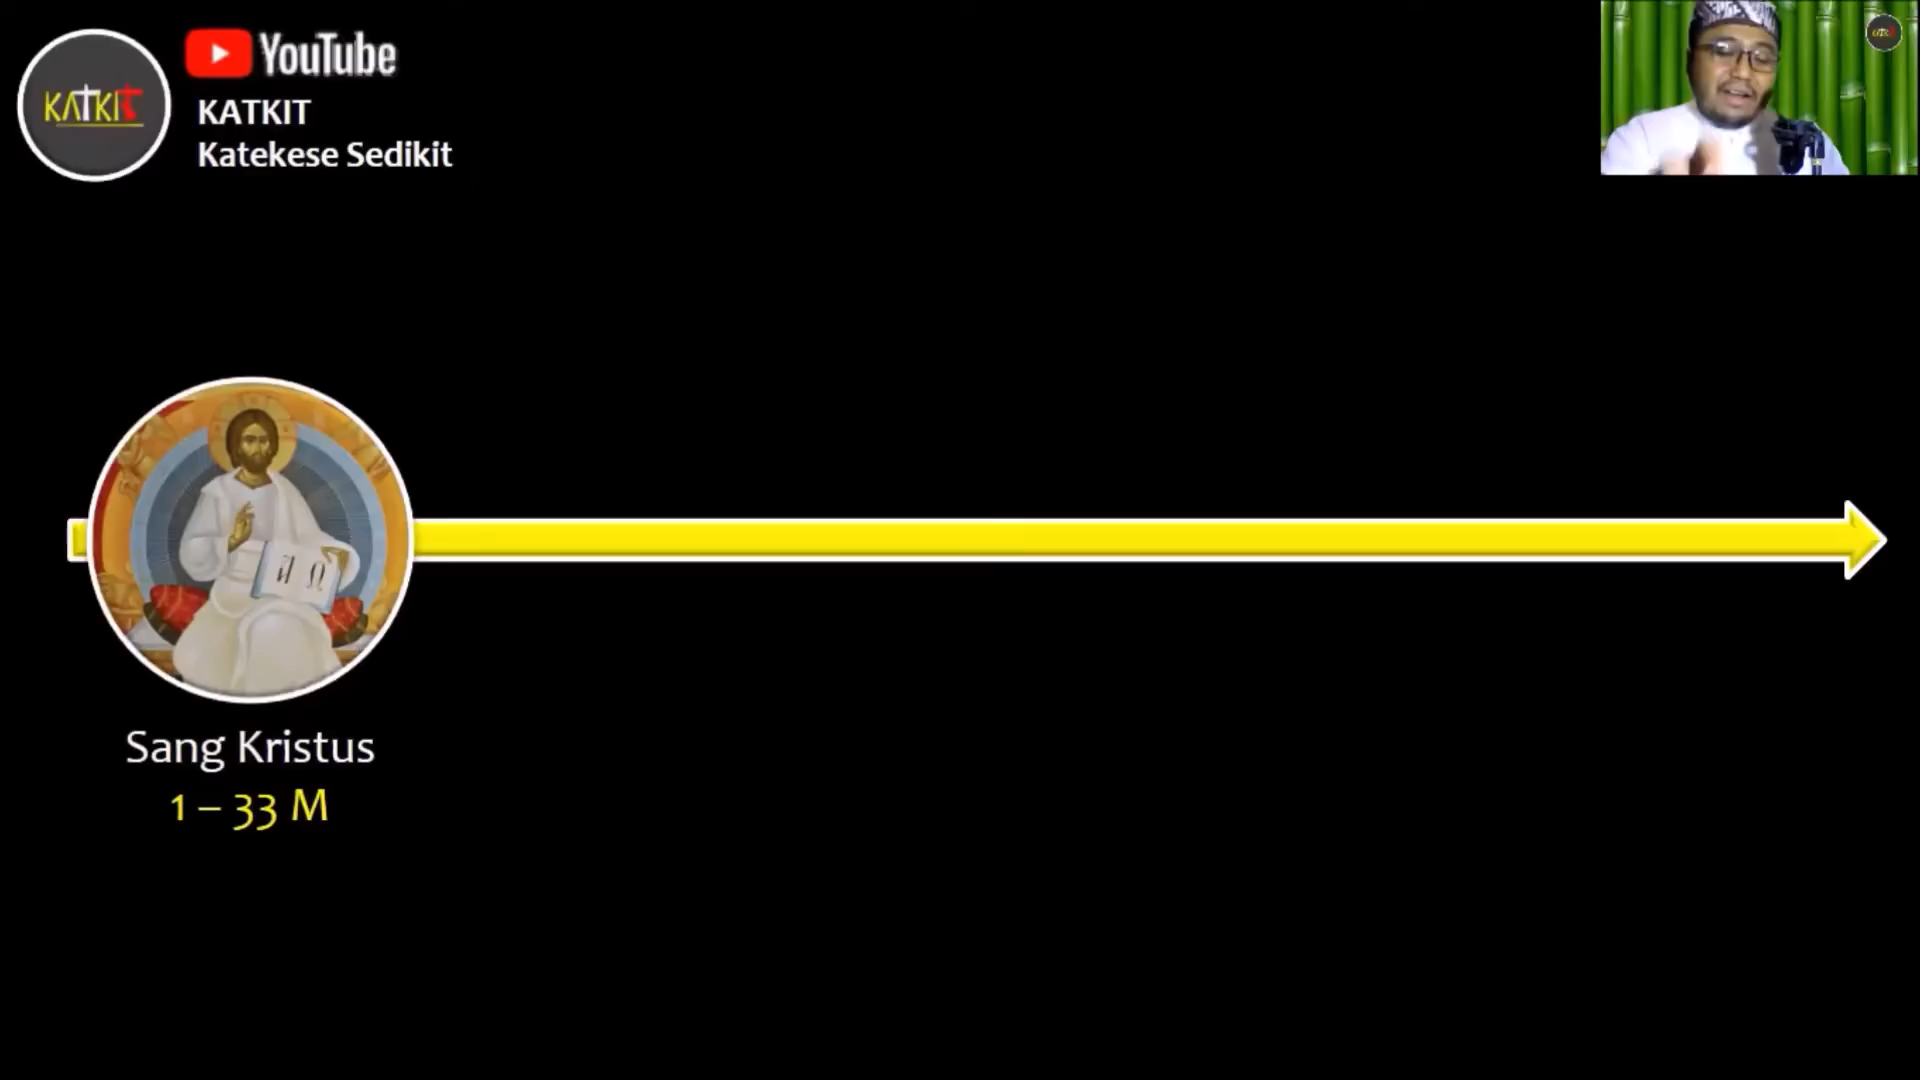 KATKIT
YouTube
KATKIT
Katekese Sedikit
Sang Kristus
1 – 33 M